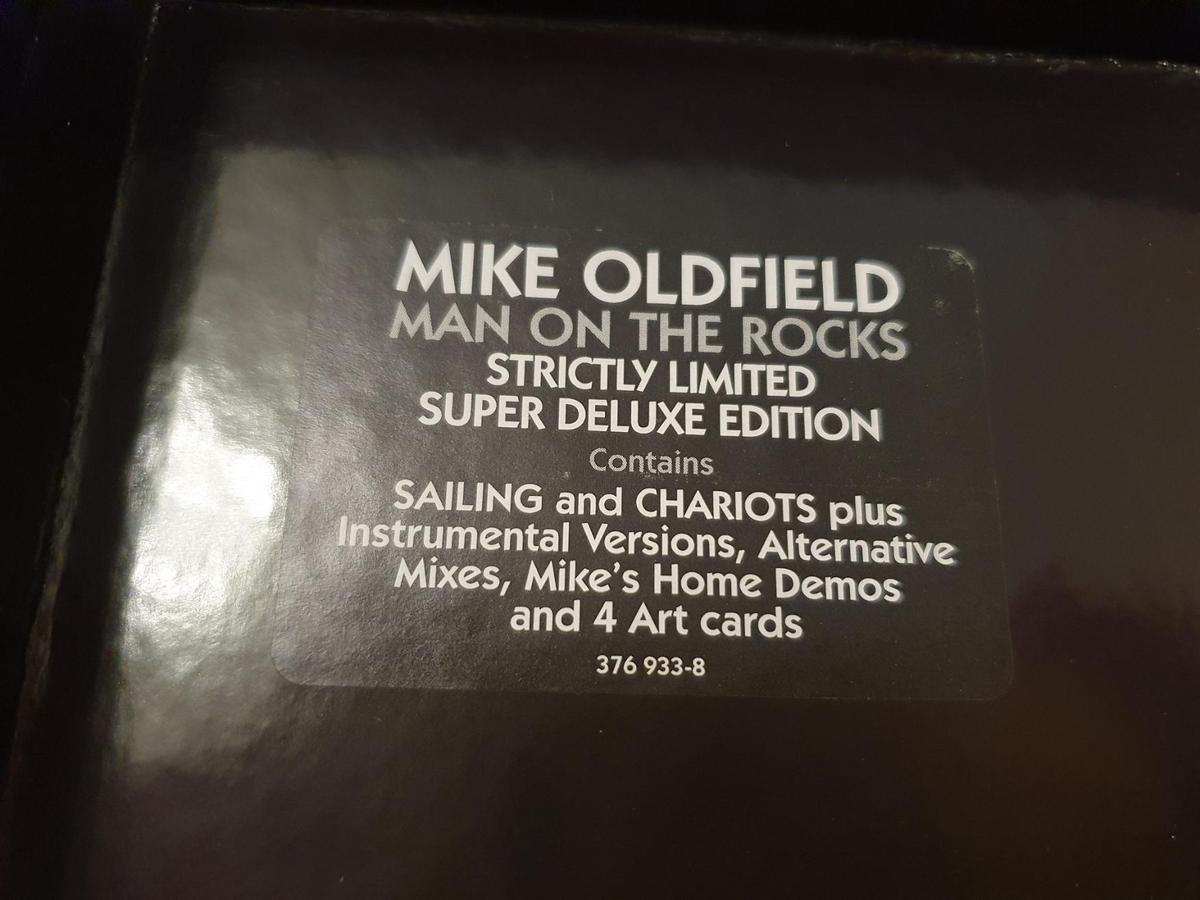 MIKE OLDFIELD
MAN ON THE ROCKS
STRICTLY LIMITED
SUPER DELUXE EDITION
Contains
SAILING and CHARIOTS plus
Instrumental Versions, Alternative
Mixes, Mike's Home Demos
and 4 Art cards
376 933-8